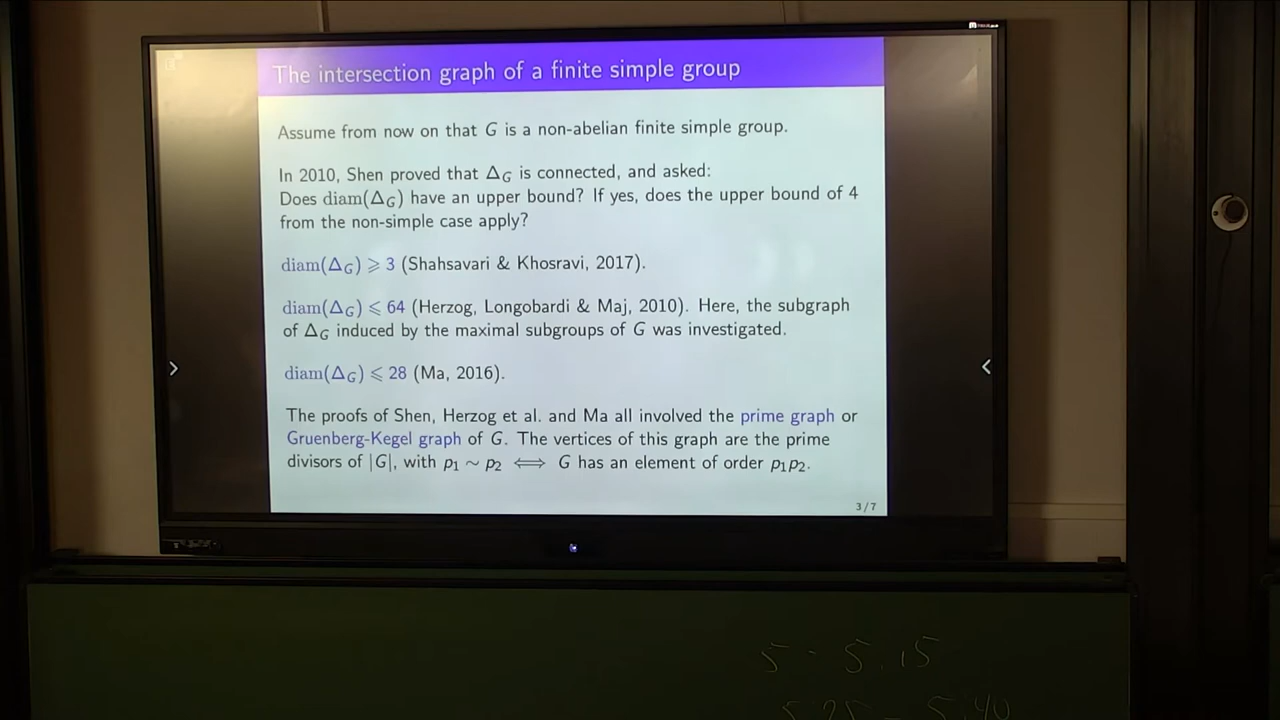 The intersection graph of a finite simple group
Assume from now on that G is a non-abelian finite simple group.
In 2010, Shen proved that Δ_G is connected, and asked:
Does diam(Δ_G) have an upper bound? If yes, does the upper bound of 4
from the non-simple case apply?
diam(Δ_G) ⩾ 3 (Shahsavari & Khosravi, 2017).
diam(Δ_G) ⩽ 64 (Herzog, Longobardi & Maj, 2010). Here, the subgraph
of Δ_G induced by the maximal subgroups of G was investigated.
diam(Δ_G) ⩽ 28 (Ma, 2016).
The proofs of Shen, Herzog et al. and Ma all involved the prime graph or
Gruenberg-Kegel graph of G. The vertices of this graph are the prime
divisors of |G|, with p₁ ∼ p₂ ⟺ G has an element of order p₁p₂.
3 / 7
5 - 5.15
5.25 - 5.40